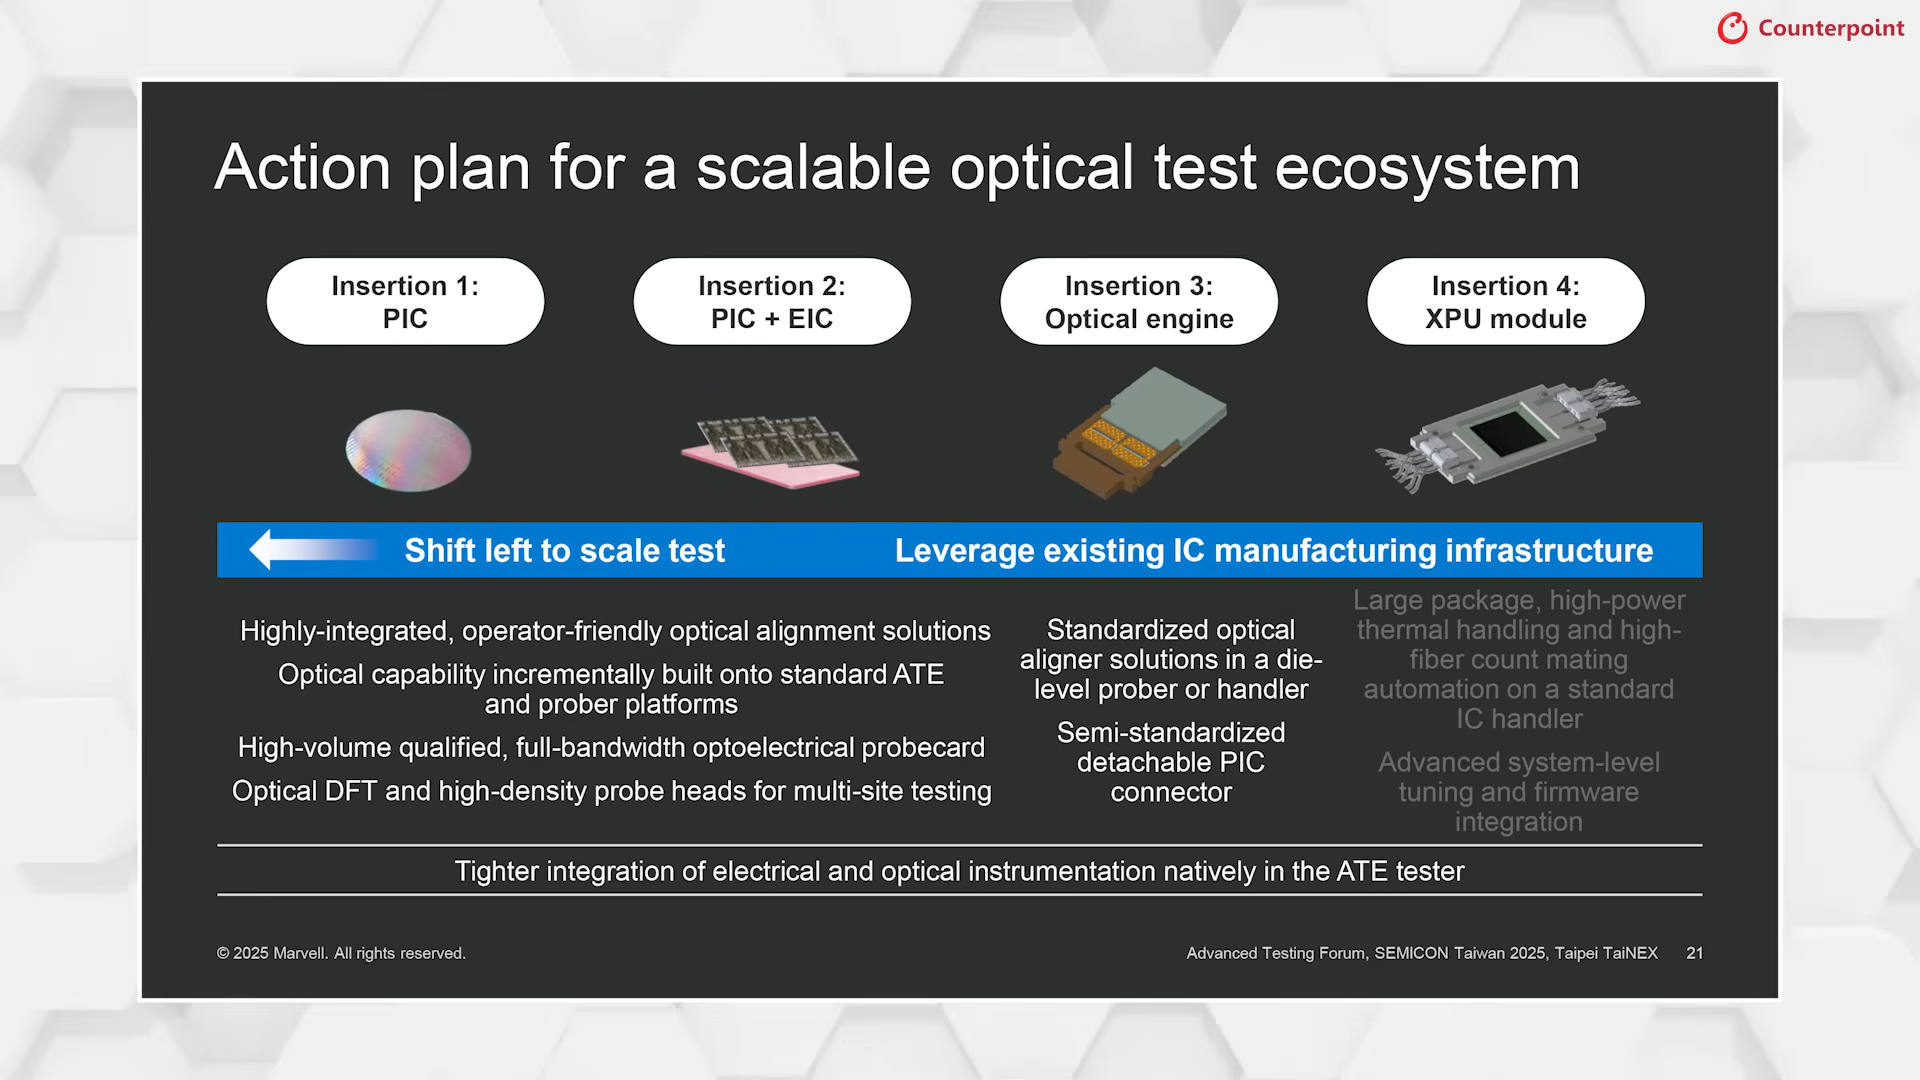 Counterpoint
Action plan for a scalable optical test ecosystem
Insertion 1:
PIC
Insertion 2:
PIC + EIC
Insertion 3:
Optical engine
Insertion 4:
XPU module
Shift left to scale test
Leverage existing IC manufacturing infrastructure
Highly-integrated, operator-friendly optical alignment solutions
Optical capability incrementally built onto standard ATE
and prober platforms
High-volume qualified, full-bandwidth optoelectrical probecard
Optical DFT and high-density probe heads for multi-site testing
Standardized optical
aligner solutions in a die-
level prober or handler
Semi-standardized
detachable PIC
connector
Large package, high-power
thermal handling and high-
fiber count mating
automation on a standard
IC handler
Advanced system-level
tuning and firmware
integration
Tighter integration of electrical and optical instrumentation natively in the ATE tester
© 2025 Marvell. All rights reserved.
Advanced Testing Forum, SEMICON Taiwan 2025, Taipei TaiNEX
21